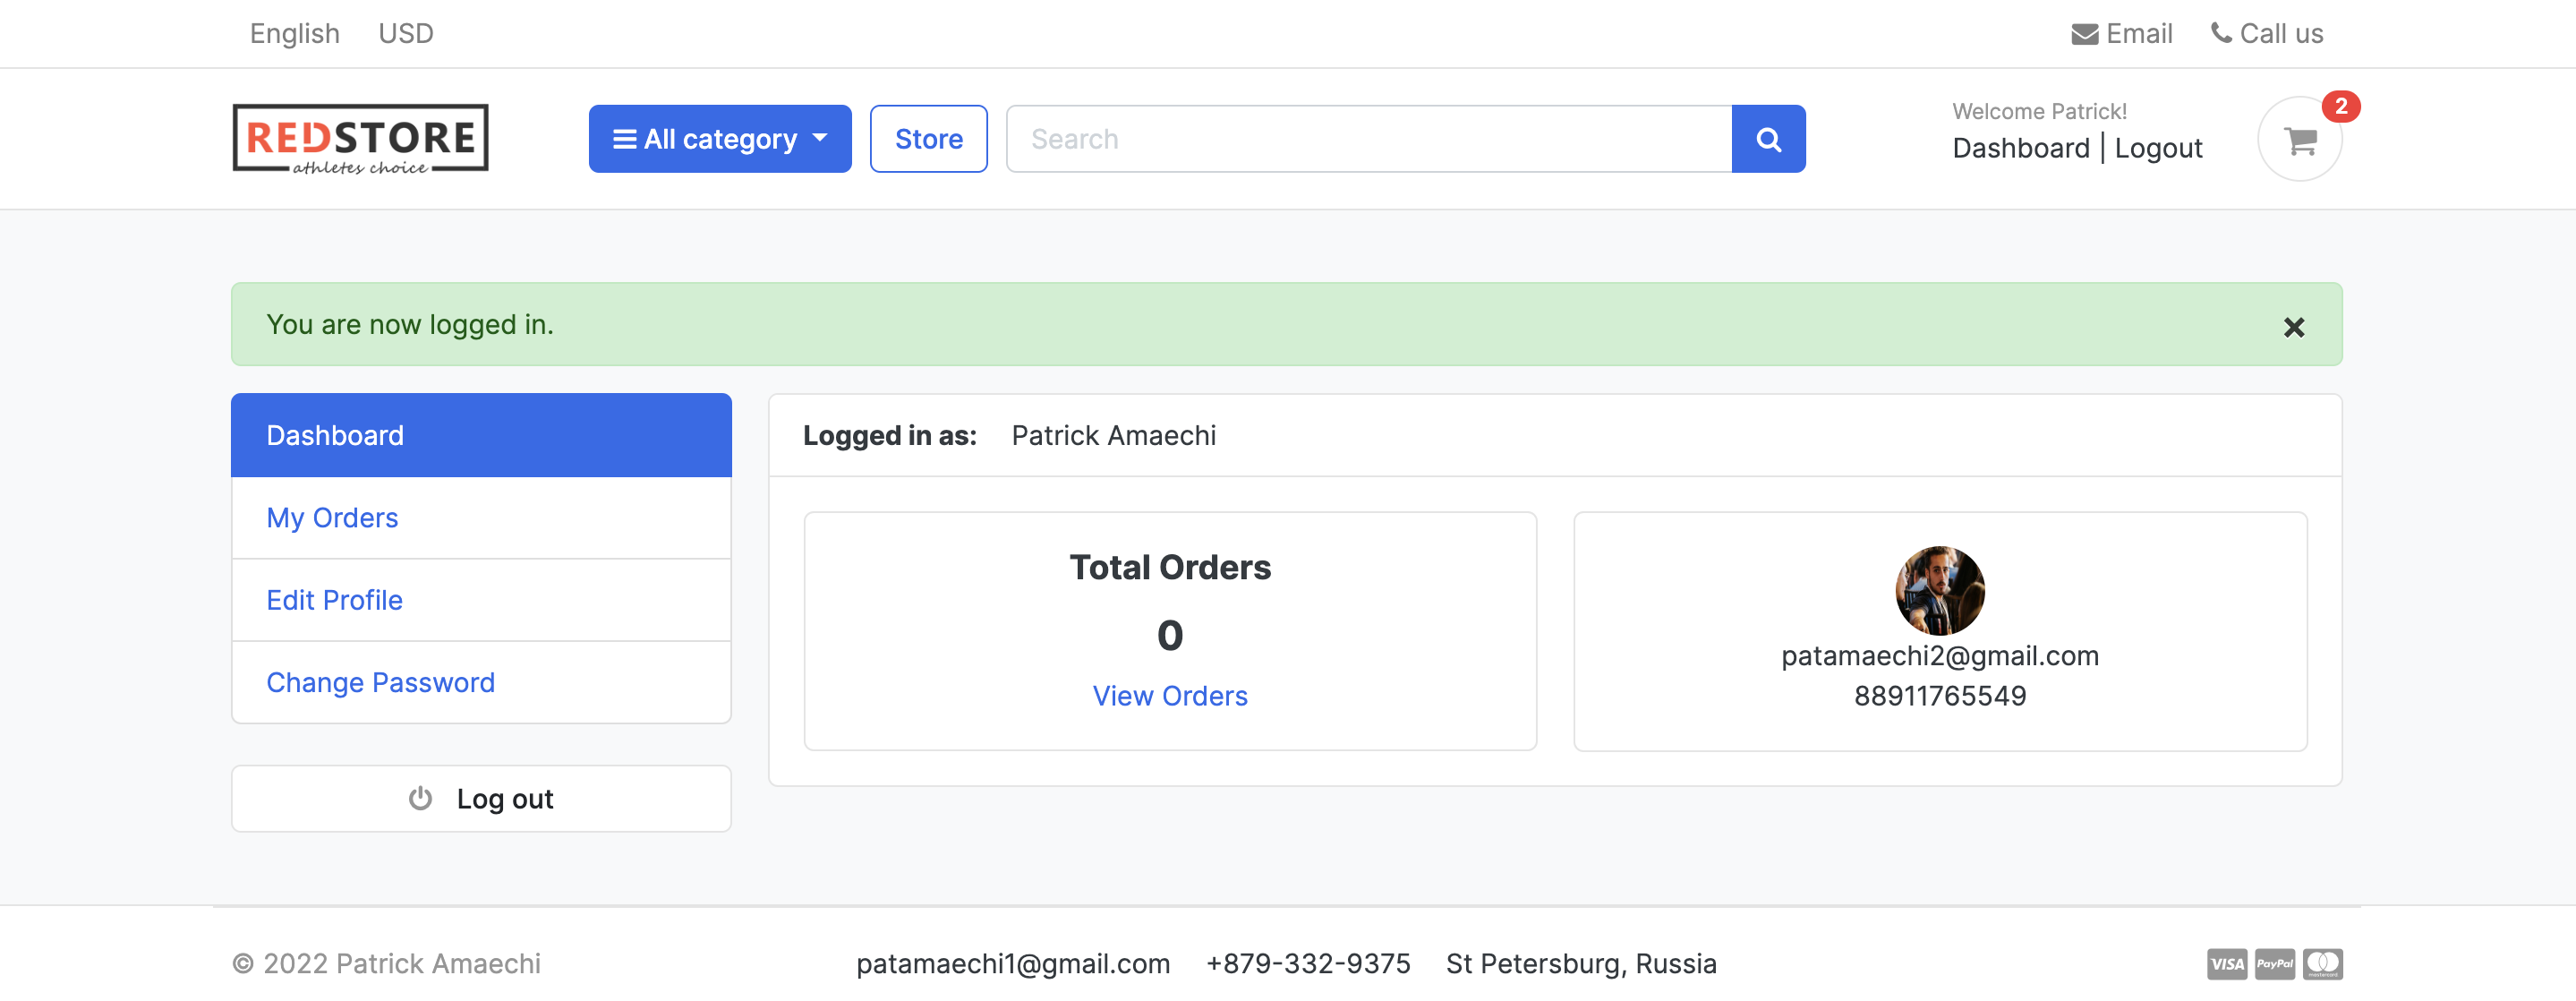 English USD Email Call us
REDSTORE
athletes choice
All category Store Search
Welcome Patrick!
Dashboard | Logout
2
You are now logged in. ×
Dashboard
My Orders
Edit Profile
Change Password
Log out
Logged in as: Patrick Amaechi
Total Orders
0
View Orders
patamaechi2@gmail.com
88911765549
© 2022 Patrick Amaechi patamaechi1@gmail.com +879-332-9375 St Petersburg, Russia VISA PayPal mastercard